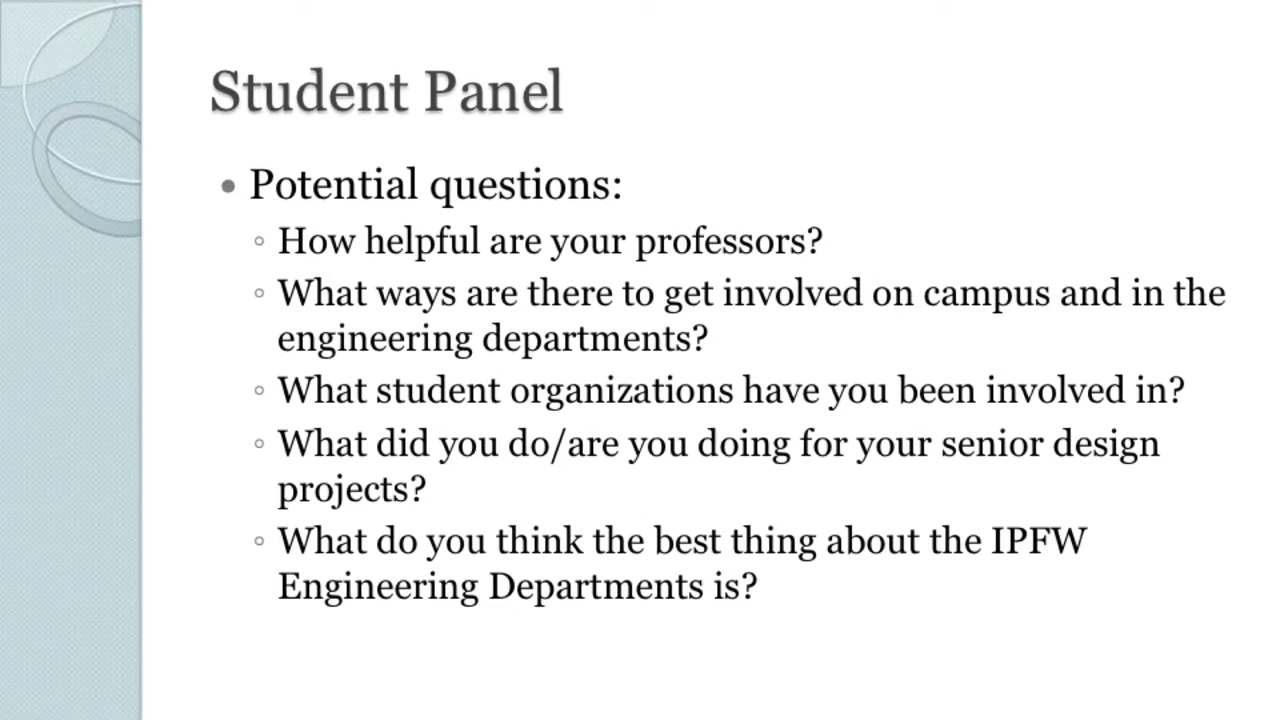 Student Panel
• Potential questions:
◦ How helpful are your professors?
◦ What ways are there to get involved on campus and in the
engineering departments?
◦ What student organizations have you been involved in?
◦ What did you do/are you doing for your senior design
projects?
◦ What do you think the best thing about the IPFW
Engineering Departments is?